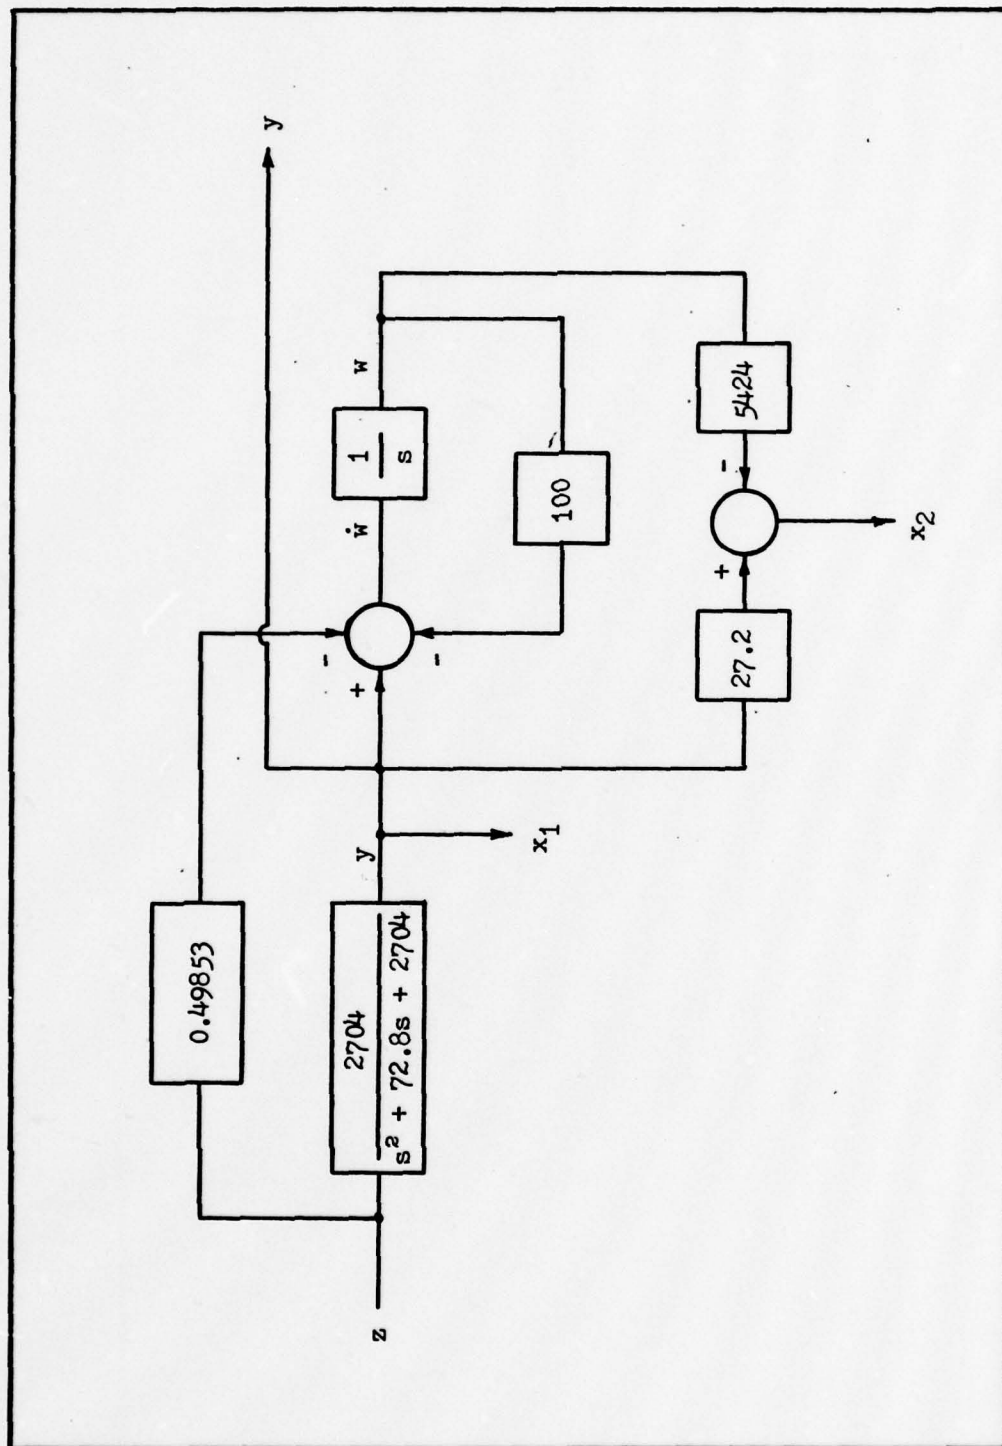 0.49853
z
2704
s² + 72.8s + 2704
y
x₁
y
+
-
-
ẇ
1
s
w
100
27.2
+
-
5424
x₂